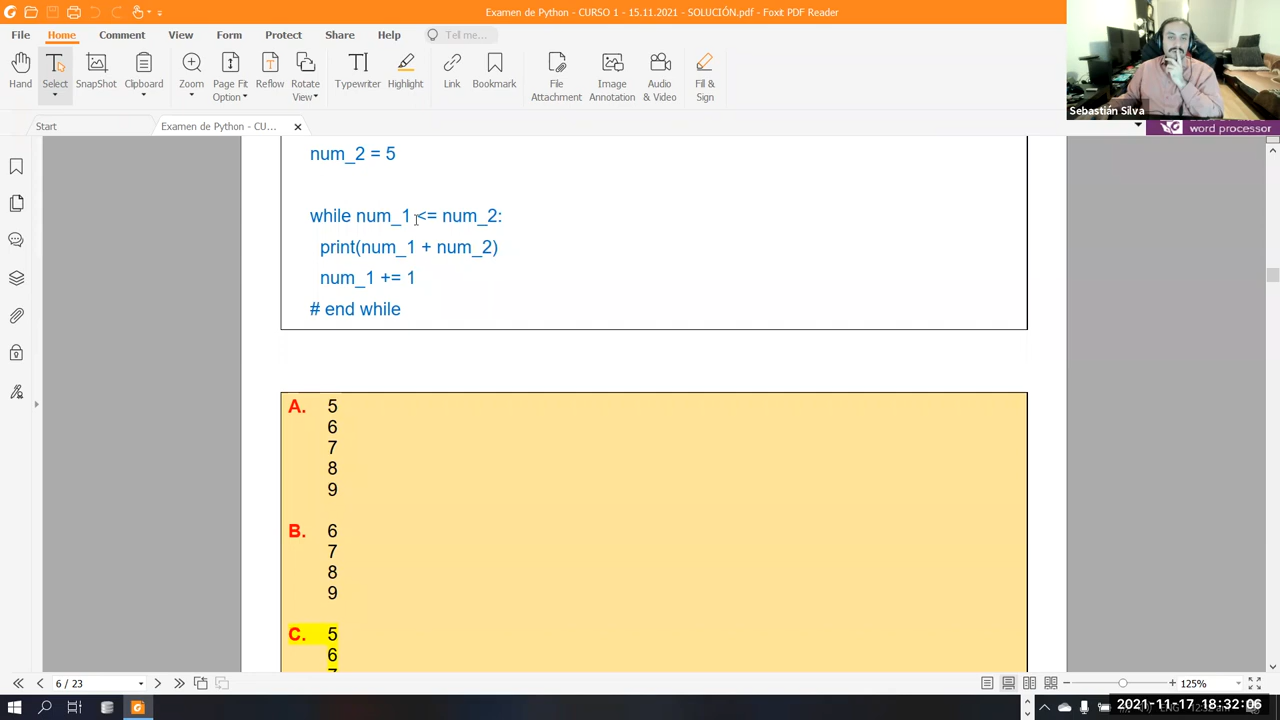 Examen de Python - CURSO 1 - 15.11.2021 - SOLUCIÓN.pdf - Foxit PDF Reader
File Home Comment View Form Protect Share Help Tell me...
Hand Select SnapShot Clipboard Zoom Page Fit Option Reflow Rotate View Typewriter Highlight Link Bookmark File Attachment Image Annotation Audio & Video Fill & Sign
Sebastián Silva
word processor
Start Examen de Python - CU...
num_2 = 5
while num_1 <= num_2:
print(num_1 + num_2)
num_1 += 1
# end while
A. 5
6
7
8
9
B. 6
7
8
9
C. 5
6
6 / 23
125%
2021-11-17 18:32:06